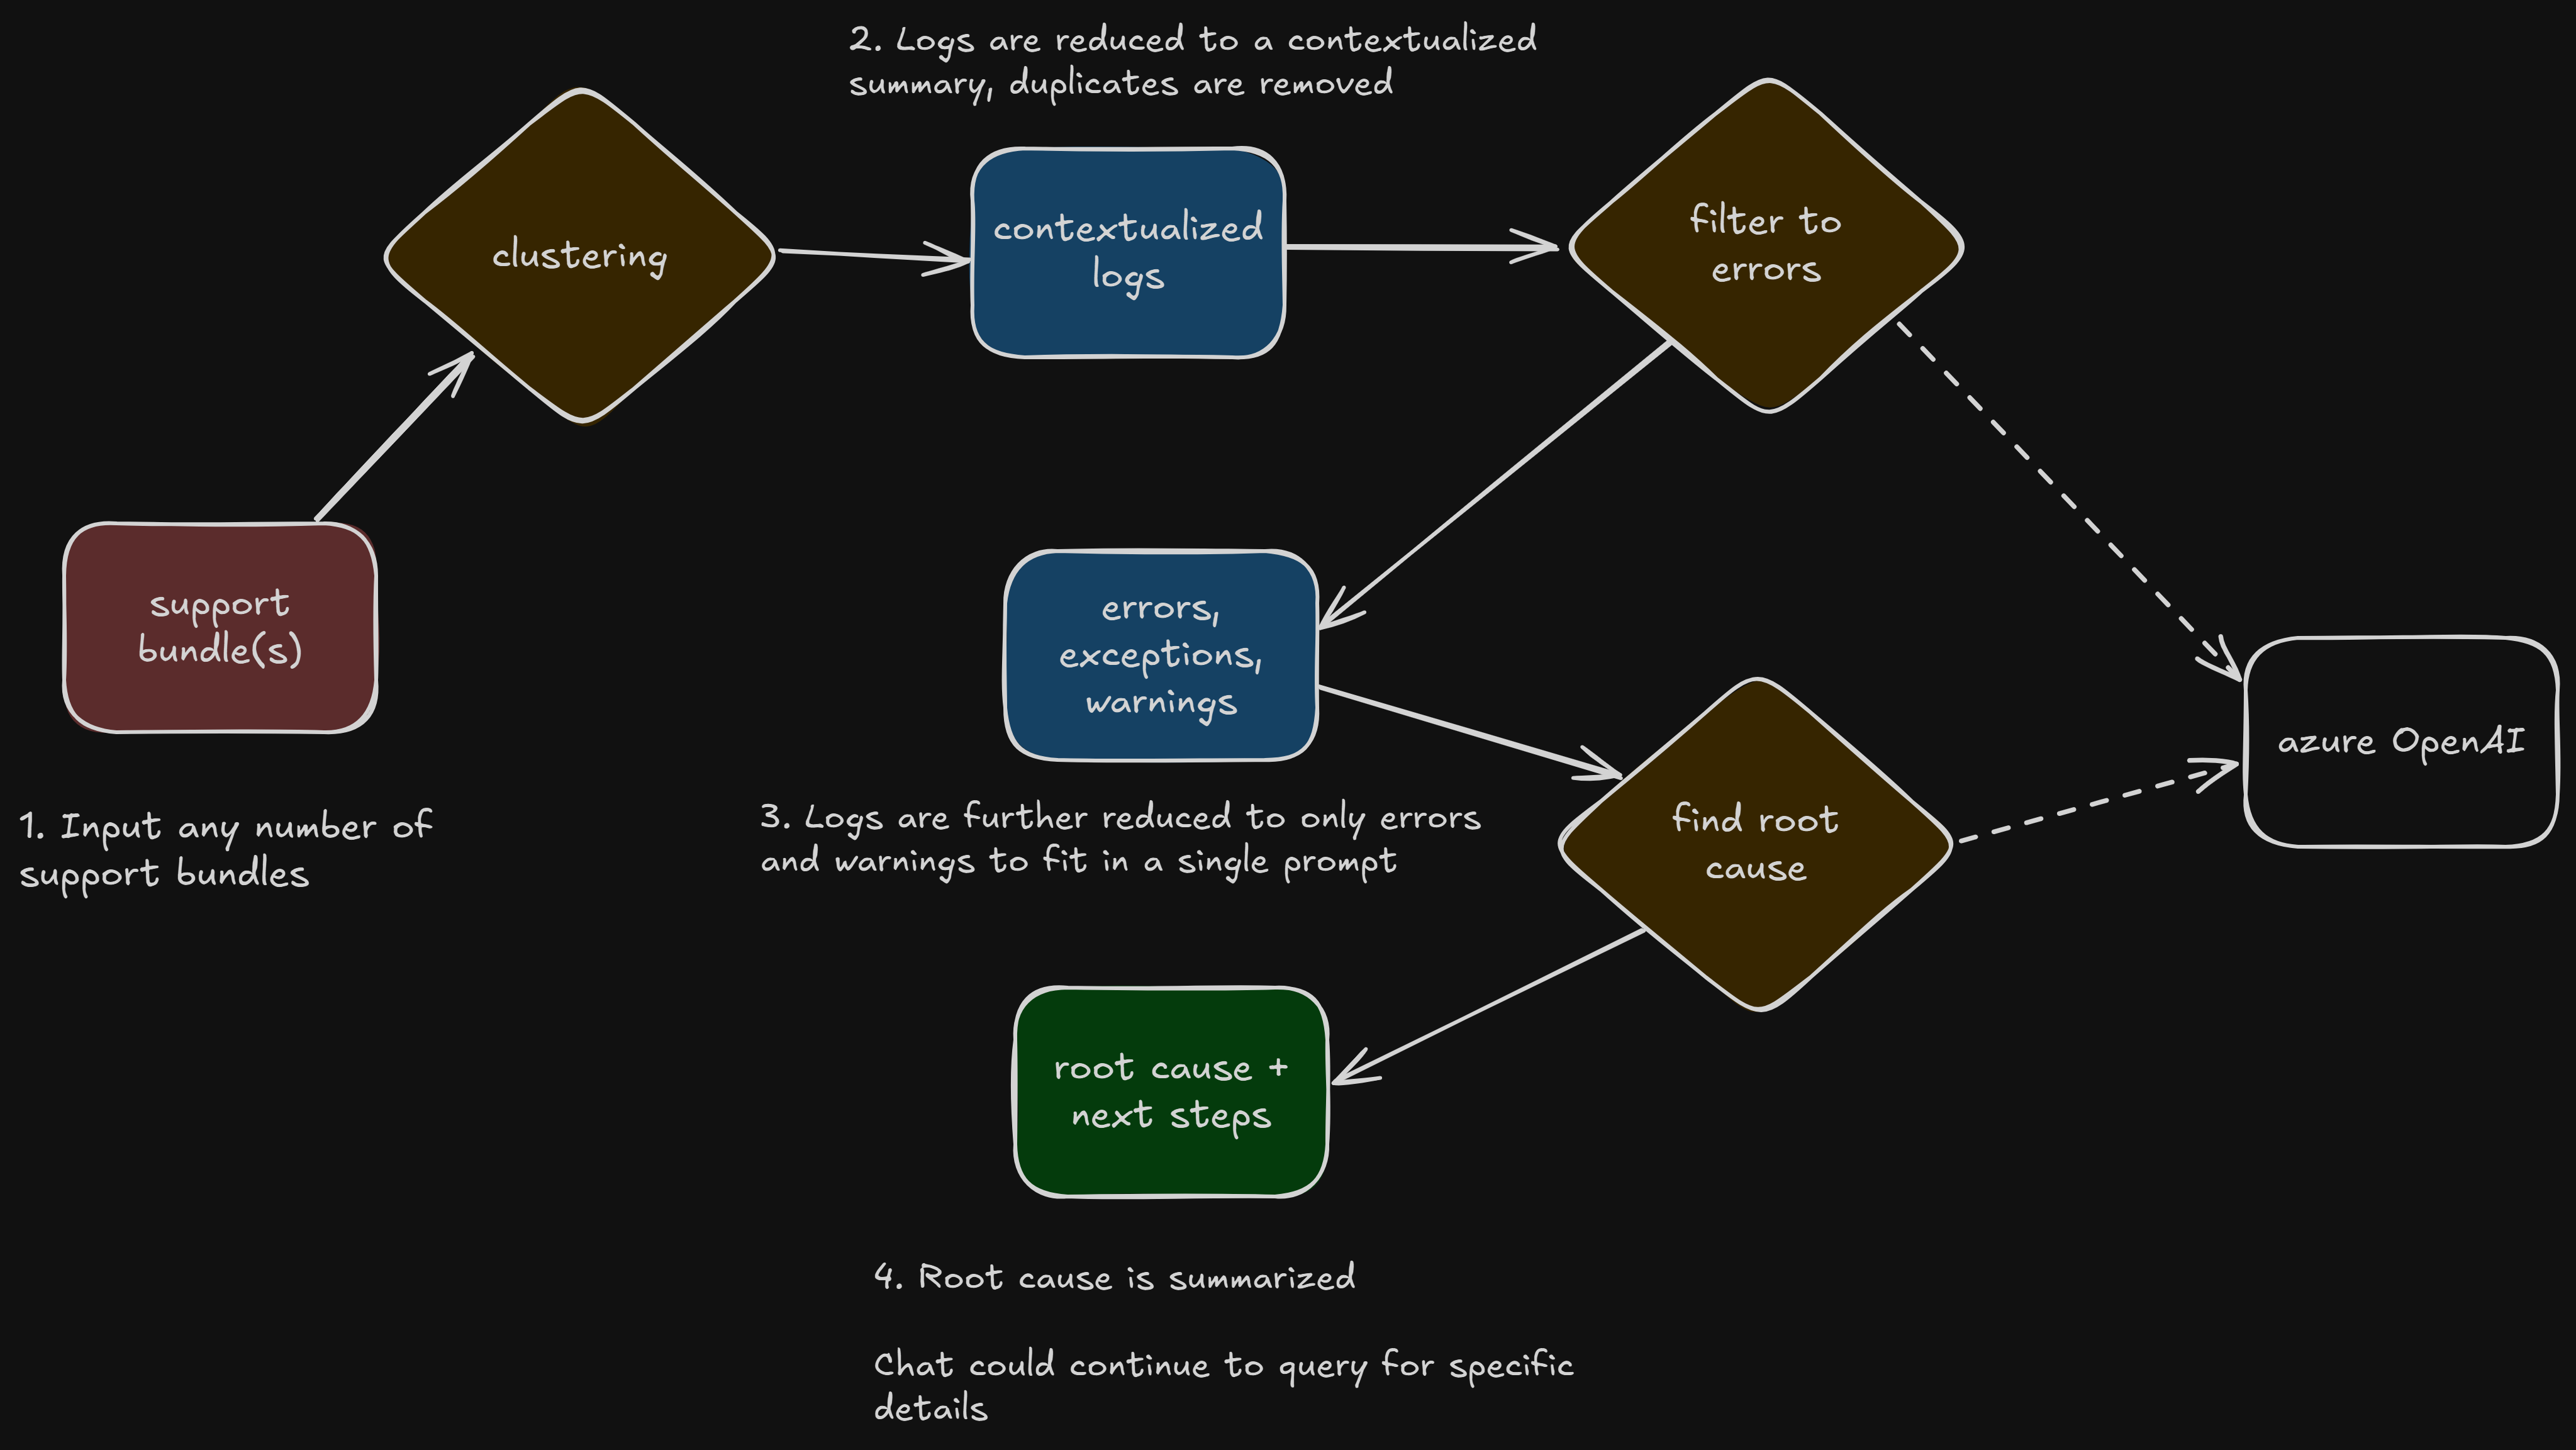 2. Logs are reduced to a contextualized
summary, duplicates are removed
clustering
contextualized
logs
filter to
errors
support
bundle(s)
1. Input any number of
support bundles
errors,
exceptions,
warnings
3. Logs are further reduced to only errors
and warnings to fit in a single prompt
find root
cause
azure OpenAI
root cause +
next steps
4. Root cause is summarized
Chat could continue to query for specific
details